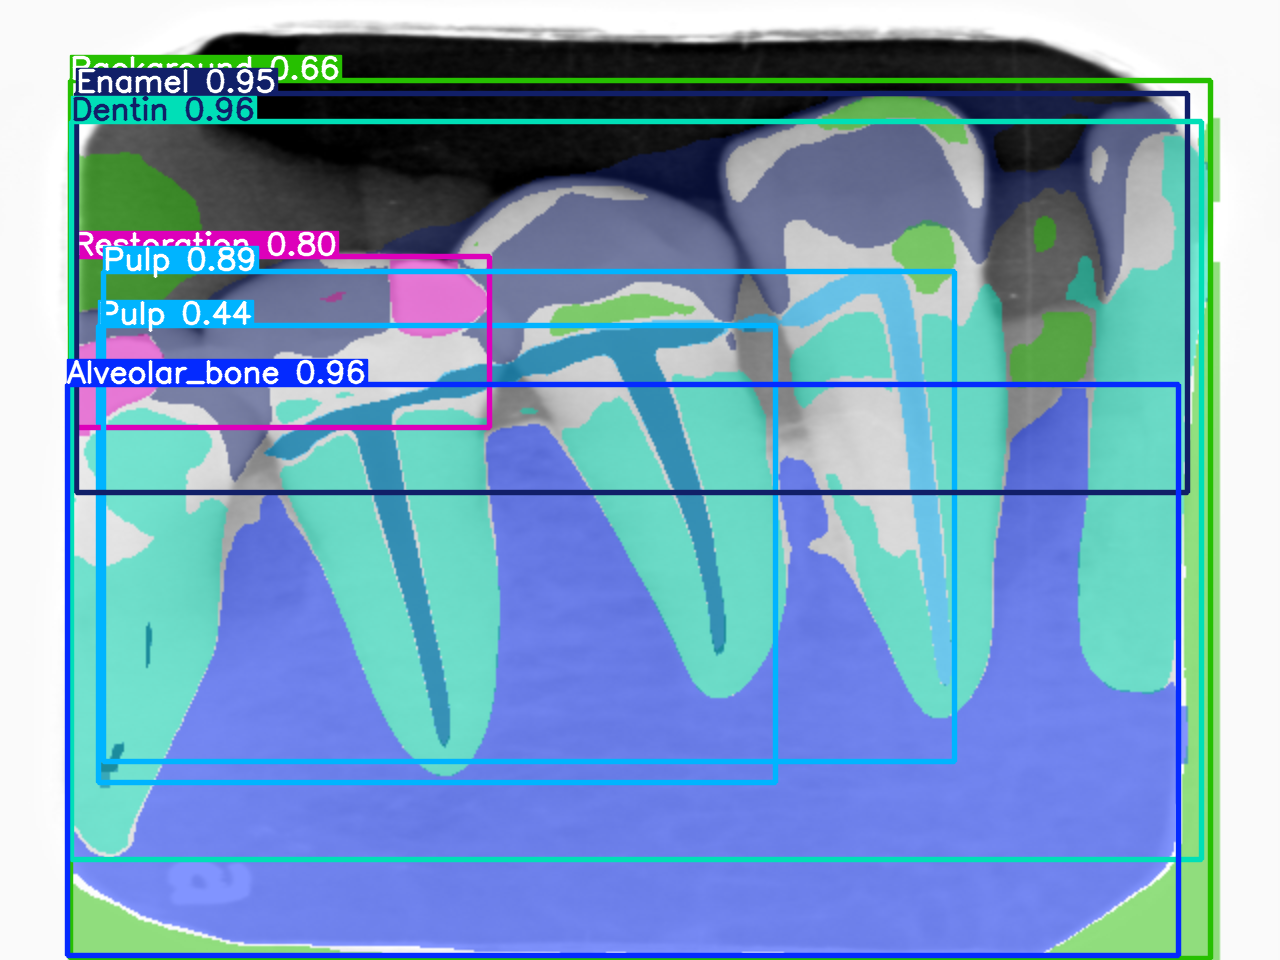 Background 0.66
Enamel 0.95
Dentin 0.96
Restoration 0.80
Pulp 0.89
Pulp 0.44
Alveolar_bone 0.96
a